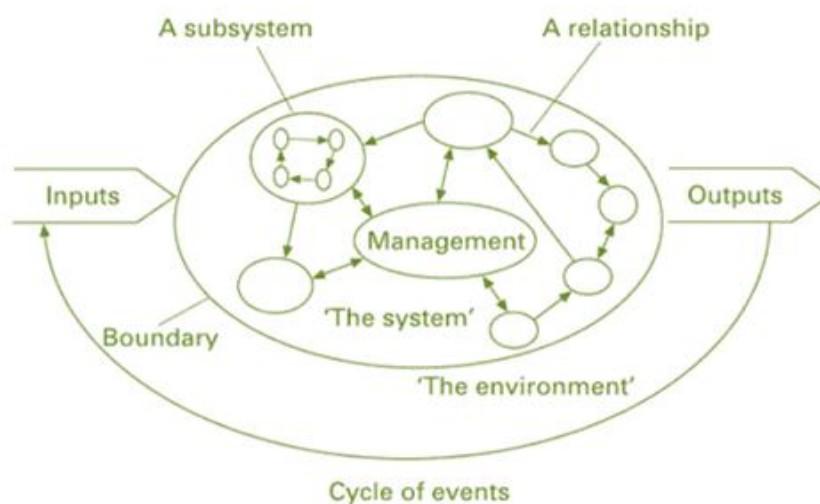 A subsystem
A relationship
Inputs
Outputs
Management
'The system'
Boundary
'The environment'
Cycle of events